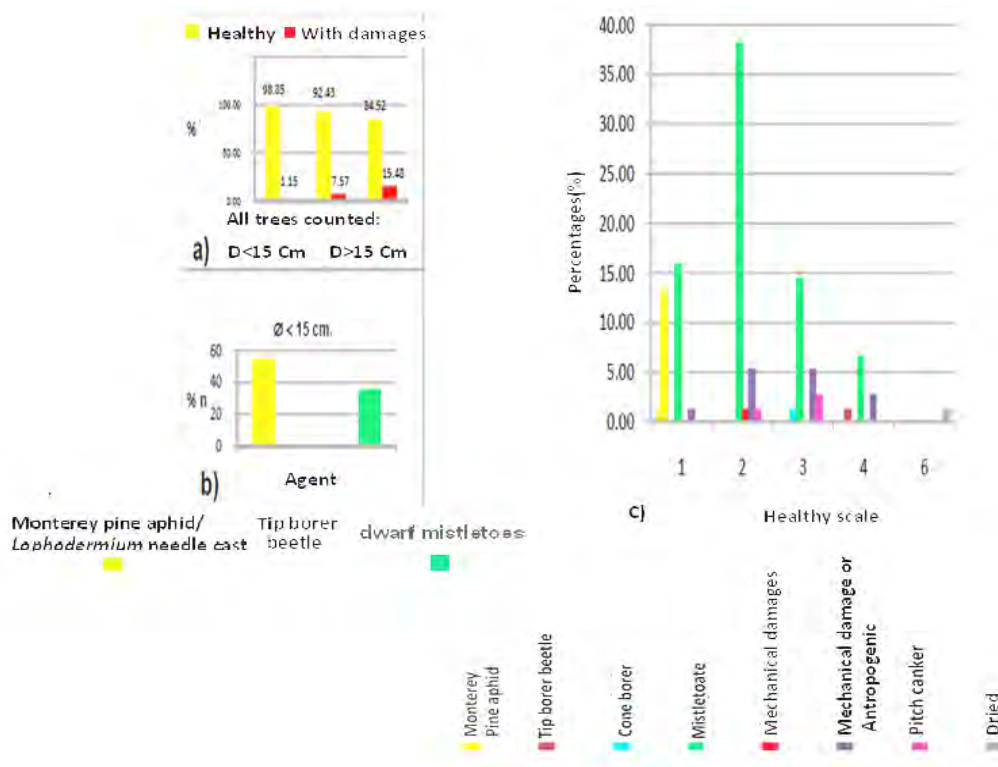 Healthy With damages
98.85 92.43 84.52
100.00
%
50.00
1.15 7.57 15.48
0.00
All trees counted:
a) D<15 Cm D>15 Cm
Ø < 15 cm.
60
40
% n
20
0
b) Agent
Monterey pine aphid/
Lophodermium needle cast
Tip borer
beetle
dwarf mistletoes
40.00
35.00
30.00
25.00
20.00
15.00
10.00
5.00
0.00
Percentages(%)
1 2 3 4 6
c) Healthy scale
Monterey
Pine aphid
Tip borer beetle
Cone borer
Mistletoate
Mechanical damages
Mechanical damage or
Antropogenic
Pitch canker
Dried